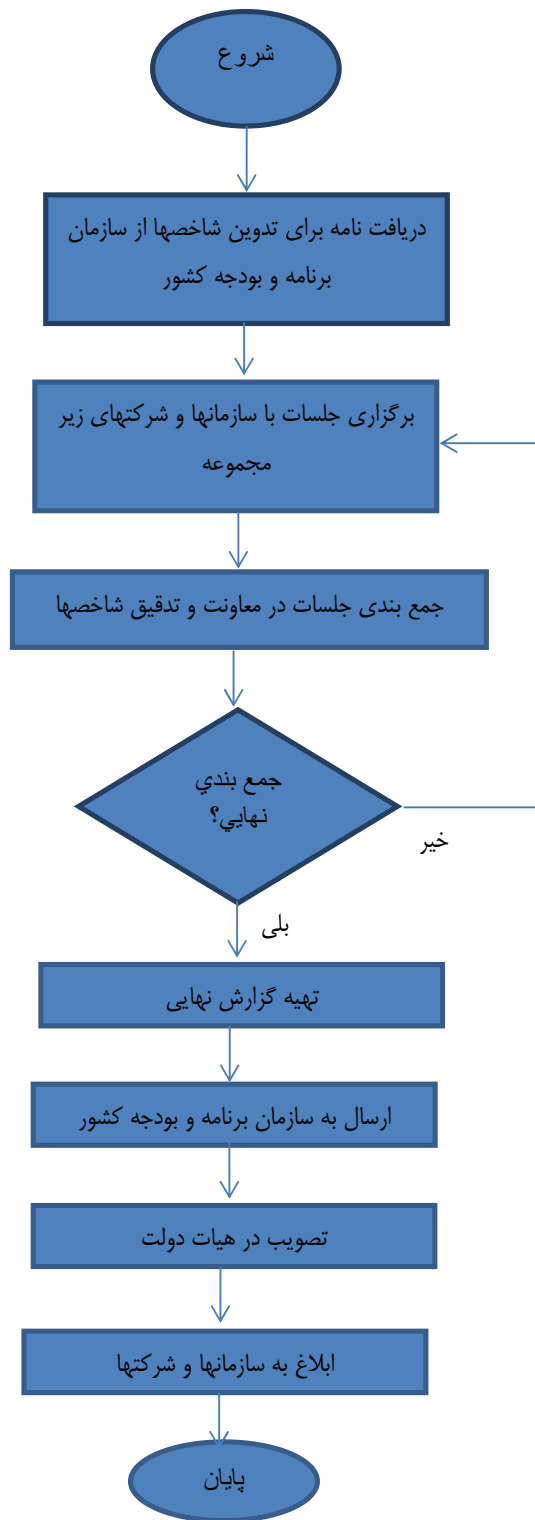 شروع
دریافت نامه برای تدوین شاخصها از سازمان
برنامه و بودجه کشور
برگزاری جلسات با سازمانها و شرکتهای زیر
مجموعه
جمع بندی جلسات در معاونت و تدقیق شاخصها
جمع بندي
نهايي؟
خیر
بلی
تهیه گزارش نهایی
ارسال به سازمان برنامه و بودجه کشور
تصویب در هیات دولت
ابلاغ به سازمانها و شرکتها
پایان